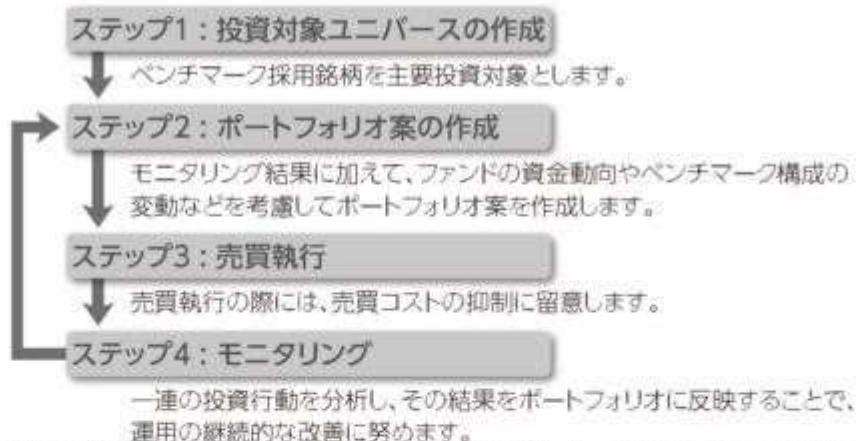 ステップ1：投資対象ユニバースの作成
ベンチマーク採用銘柄を主要投資対象とします。
ステップ2：ポートフォリオ案の作成
モニタリング結果に加えて、ファンドの資金動向やベンチマーク構成の
変動などを考慮してポートフォリオ案を作成します。
ステップ3：売買執行
売買執行の際には、売買コストの抑制に留意します。
ステップ4：モニタリング
一連の投資行動を分析し、その結果をポートフォリオに反映することで、
運用の継続的な改善に努めます。